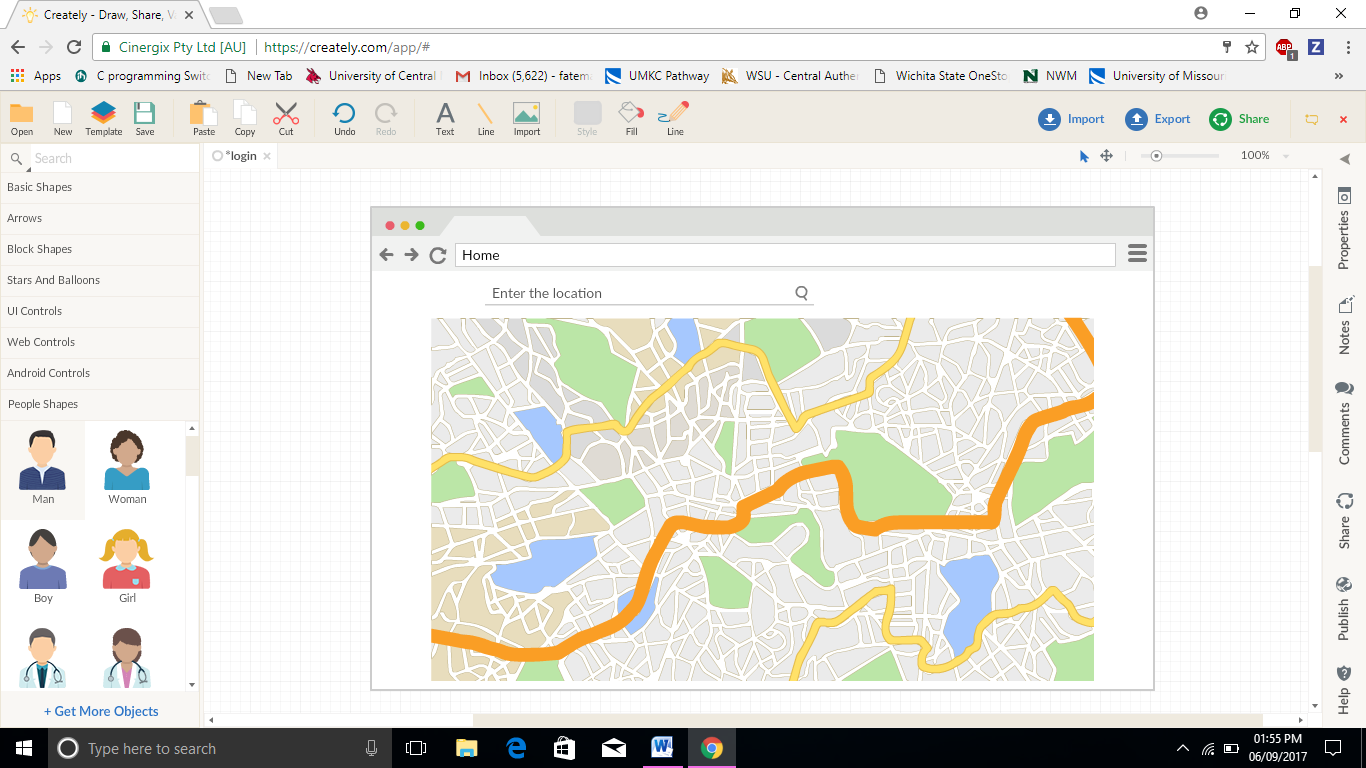 Creately - Draw, Share, V
Cinergix Pty Ltd [AU] https://creately.com/app/#
ABP 1 Z
Apps C programming Swit New Tab University of Central Inbox (5,622) - fatem UMKC Pathway WSU - Central Authe Wichita State OneSto NWM University of Missour »
Open New Template Save Paste Copy Cut Undo Redo Text Line Import Style Fill Line Import Export Share
Search
*login
100%
Basic Shapes
Arrows
Block Shapes
Stars And Balloons
UI Controls
Web Controls
Android Controls
People Shapes
Man Woman
Boy Girl
+ Get More Objects
Home
Enter the location
Properties
Notes
Comments
Share
Publish
Help
Type here to search
01:55 PM
06/09/2017